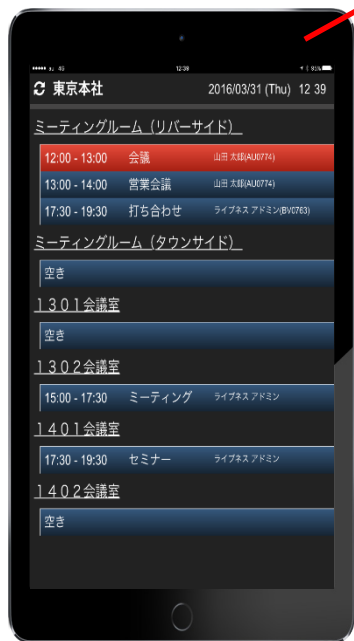 12:38
東京本社 2016/03/31 (Thu) 12 39
ミーティングルーム（リバーサイド）
12:00 - 13:00 会議 山田 太郎(AU0774)
13:00 - 14:00 営業会議 山田 太郎(AU0774)
17:30 - 19:30 打ち合わせ ライブネス アドミン(BV0763)
ミーティングルーム（タウンサイド）
空き
１３０１会議室
空き
１３０２会議室
15:00 - 17:30 ミーティング ライブネス アドミン
１４０１会議室
17:30 - 19:30 セミナー ライブネス アドミン
１４０２会議室
空き